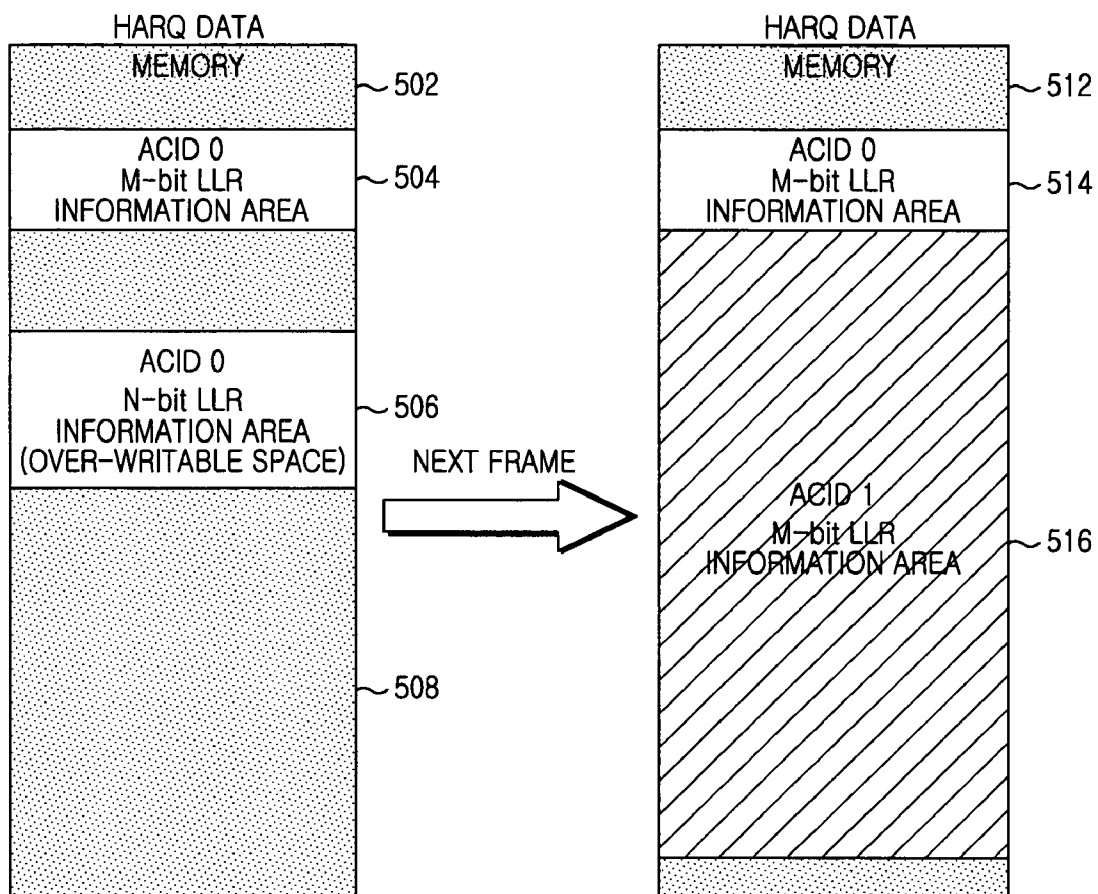 HARQ DATA
MEMORY
502
ACID 0
M-bit LLR
INFORMATION AREA
504
ACID 0
N-bit LLR
INFORMATION AREA
(OVER-WRITABLE SPACE)
506
508
NEXT FRAME
HARQ DATA
MEMORY
512
ACID 0
M-bit LLR
INFORMATION AREA
514
ACID 1
M-bit LLR
INFORMATION AREA
516